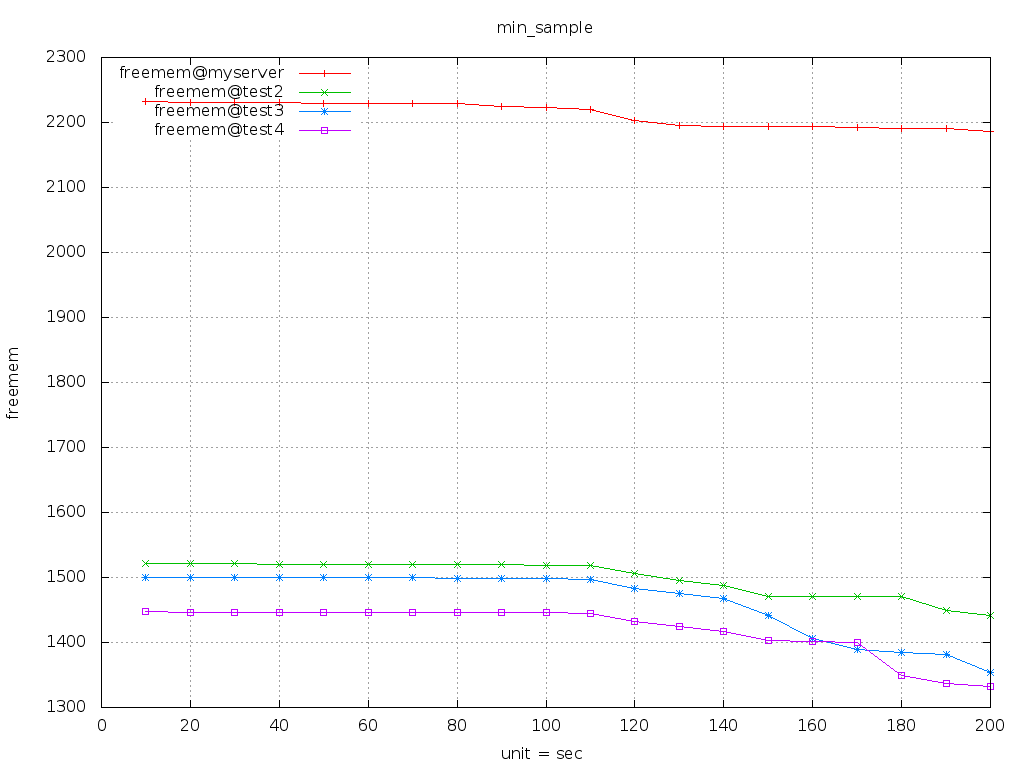 min_sample
2300
2200
2100
2000
1900
1800
1700
1600
1500
1400
1300
freemem
freemem@myserver
freemem@test2
freemem@test3
freemem@test4
0 20 40 60 80 100 120 140 160 180 200
unit = sec